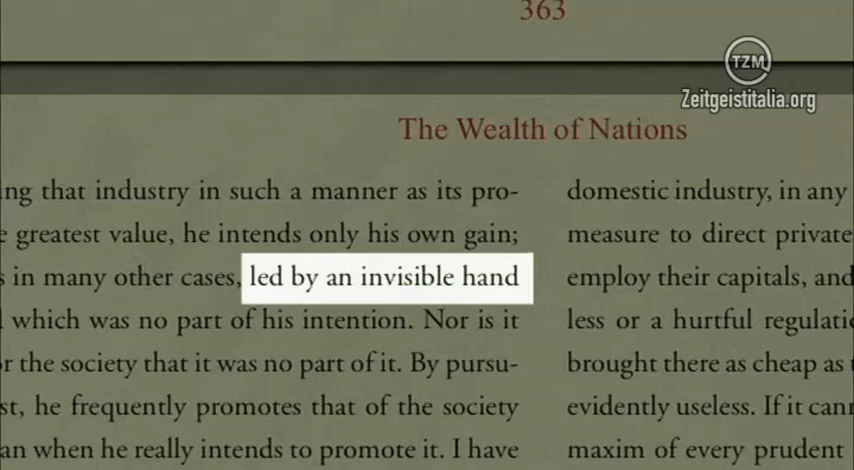 363
TZM
Zeitgeistitalia.org
The Wealth of Nations
ing that industry in such a manner as its pro-
greatest value, he intends only his own gain;
in many other cases, led by an invisible hand
which was no part of his intention. Nor is it
the society that it was no part of it. By pursu-
he frequently promotes that of the society
when he really intends to promote it. I have
domestic industry, in any
measure to direct private
employ their capitals, and
less or a hurtful
brought there as cheap as
evidently useless. If it
maxim of every prudent